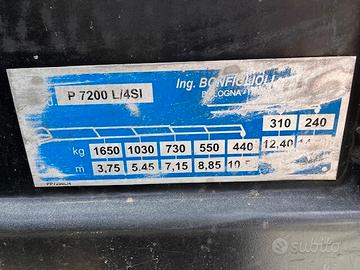 P 7200 L/4SI
Ing. BONFIGLIOLI
BOLOGNA
310 240
kg 1650 1030 730 550 440 12,40
m 3,75 5,45 7,15 8,85
subito